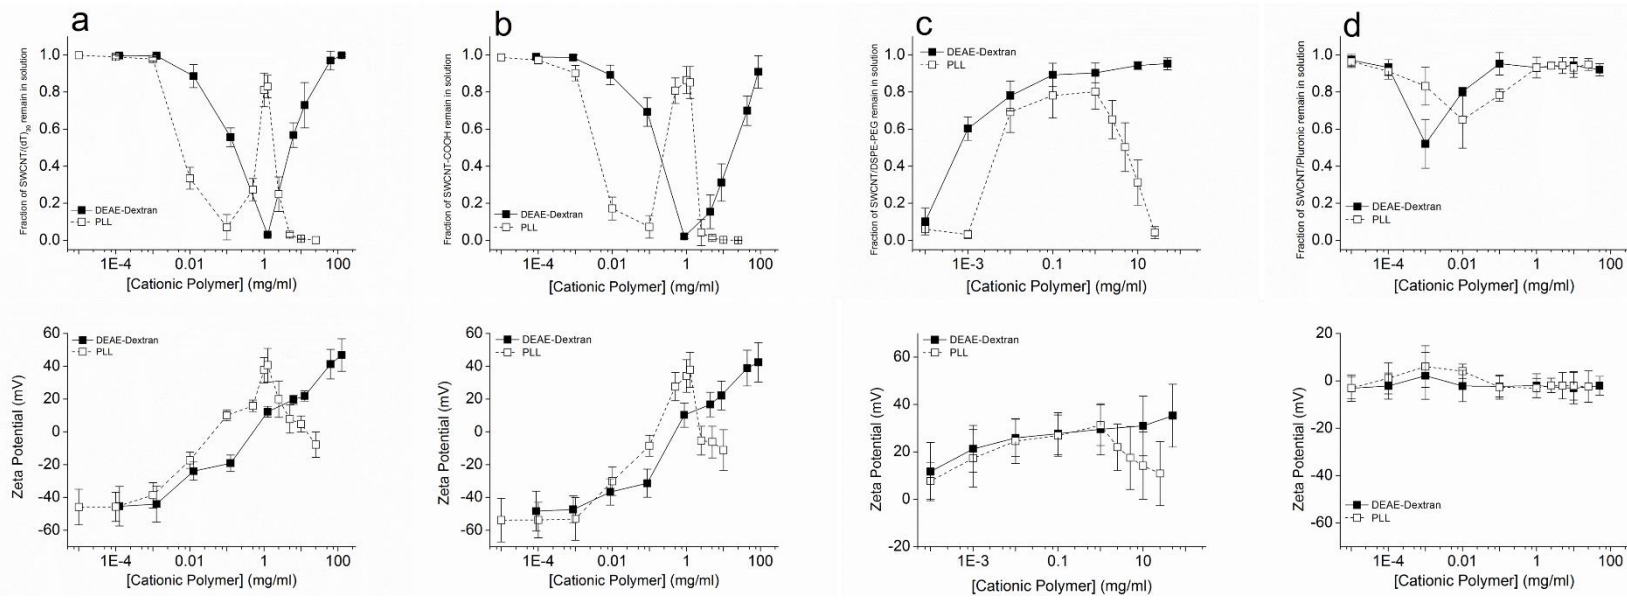 a
1.0
0.8
0.6
0.4
0.2
0.0
Fraction of SWCNT/(dT)30 remain in solution
DEAE-Dextran
PLL
1E-4 0.01 1 100
[Cationic Polymer] (mg/ml)
b
1.0
0.8
0.6
0.4
0.2
0.0
Fraction of SWCNT-COOH remain in solution
DEAE-Dextran
PLL
1E-4 0.01 1 100
[Cationic Polymer] (mg/ml)
c
1.0
0.8
0.6
0.4
0.2
0.0
Fraction of SWCNT/DSPE-PEG remain in solution
DEAE-Dextran
PLL
1E-3 0.1 10
[Cationic Polymer] (mg/ml)
d
1.0
0.8
0.6
0.4
0.2
0.0
Fraction of SWCNT/Pluronic remain in solution
DEAE-Dextran
PLL
1E-4 0.01 1 100
[Cationic Polymer] (mg/ml)
60
40
20
0
-20
-40
-60
Zeta Potential (mV)
DEAE-Dextran
PLL
1E-4 0.01 1 100
[Cationic Polymer] (mg/ml)
60
40
20
0
-20
-40
-60
Zeta Potential (mV)
DEAE-Dextran
PLL
1E-4 0.01 1 100
[Cationic Polymer] (mg/ml)
60
40
20
0
-20
Zeta Potential (mV)
DEAE-Dextran
PLL
1E-3 0.1 10
[Cationic Polymer] (mg/ml)
20
0
-20
-40
-60
Zeta Potential (mV)
DEAE-Dextran
PLL
1E-4 0.01 1 100
[Cationic Polymer] (mg/ml)